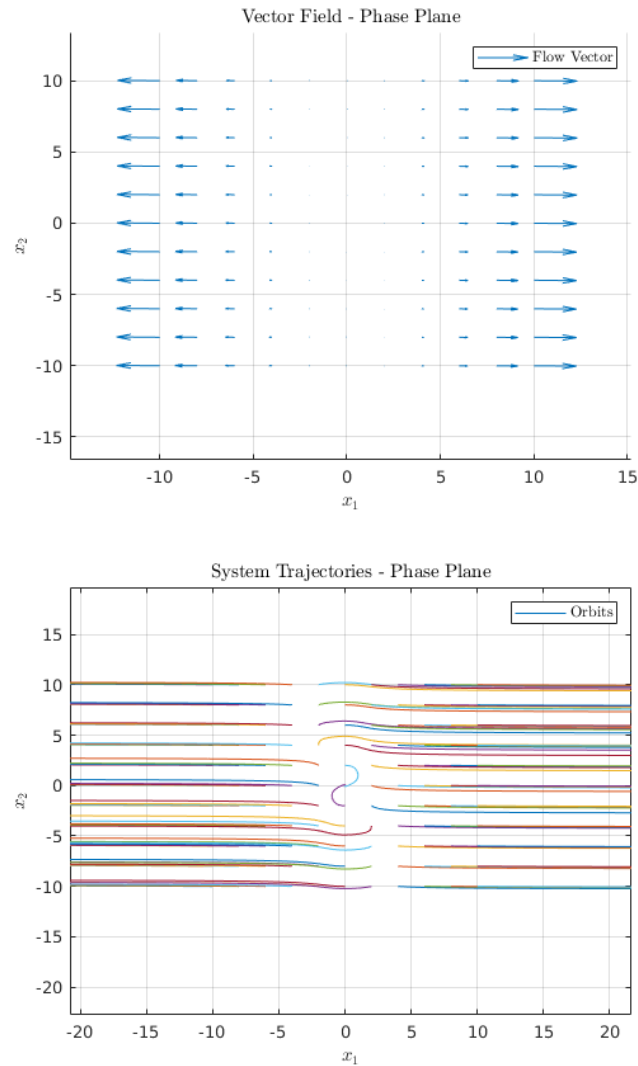 Vector Field - Phase Plane
Flow Vector
10
5
0
-5
-10
-15
x₂
-10 -5 0 5 10 15
x₁
System Trajectories - Phase Plane
Orbits
15
10
5
0
-5
-10
-15
-20
x₂
-20 -15 -10 -5 0 5 10 15 20
x₁